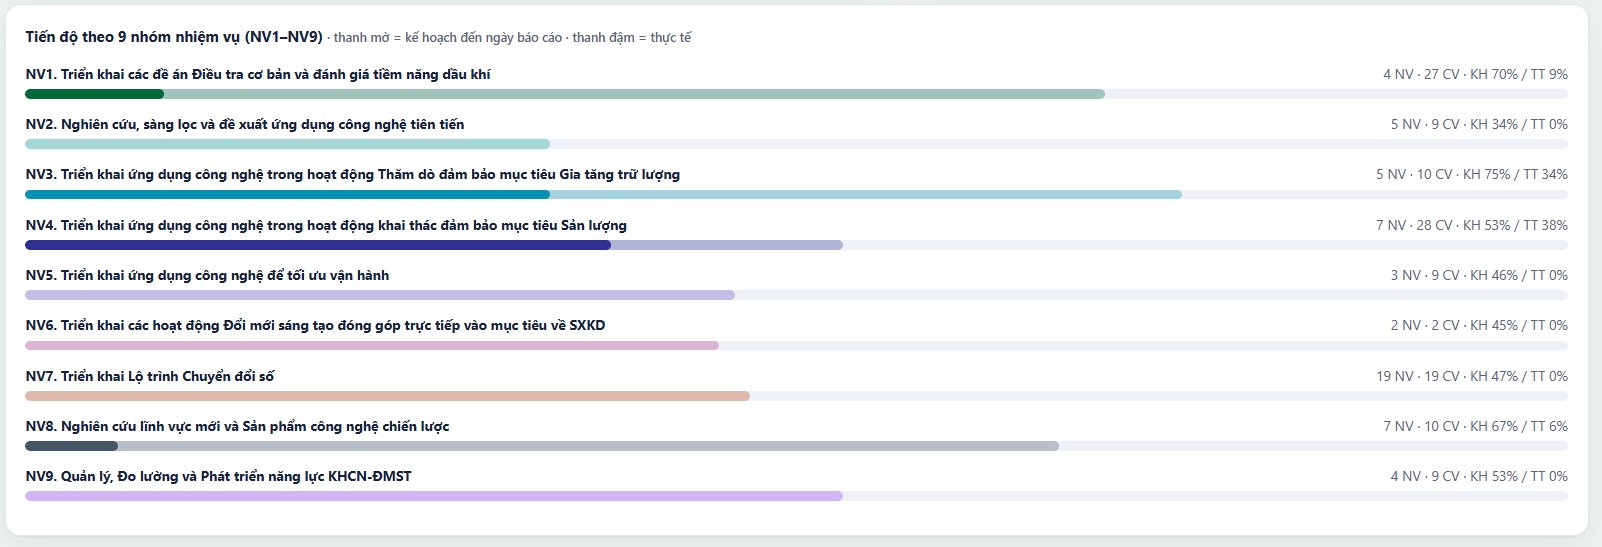 Tiến độ theo 9 nhóm nhiệm vụ (NV1–NV9) · thanh mờ = kế hoạch đến ngày báo cáo · thanh đậm = thực tế
NV1. Triển khai các đề án Điều tra cơ bản và đánh giá tiềm năng dầu khí 4 NV · 27 CV · KH 70% / TT 9%
NV2. Nghiên cứu, sàng lọc và đề xuất ứng dụng công nghệ tiên tiến 5 NV · 9 CV · KH 34% / TT 0%
NV3. Triển khai ứng dụng công nghệ trong hoạt động Thăm dò đảm bảo mục tiêu Gia tăng trữ lượng 5 NV · 10 CV · KH 75% / TT 34%
NV4. Triển khai ứng dụng công nghệ trong hoạt động khai thác đảm bảo mục tiêu Sản lượng 7 NV · 28 CV · KH 53% / TT 38%
NV5. Triển khai ứng dụng công nghệ để tối ưu vận hành 3 NV · 9 CV · KH 46% / TT 0%
NV6. Triển khai các hoạt động Đổi mới sáng tạo đóng góp trực tiếp vào mục tiêu về SXKD 2 NV · 2 CV · KH 45% / TT 0%
NV7. Triển khai Lộ trình Chuyển đổi số 19 NV · 19 CV · KH 47% / TT 0%
NV8. Nghiên cứu lĩnh vực mới và Sản phẩm công nghệ chiến lược 7 NV · 10 CV · KH 67% / TT 6%
NV9. Quản lý, Đo lường và Phát triển năng lực KHCN-ĐMST 4 NV · 9 CV · KH 53% / TT 0%